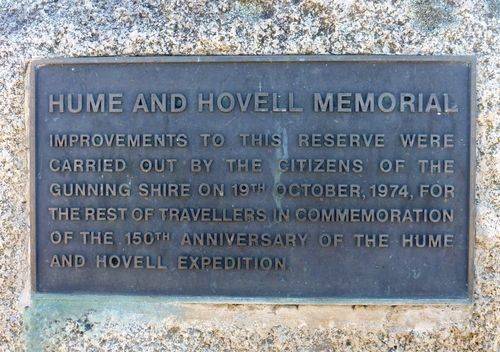 HUME AND HOVELL MEMORIAL
IMPROVEMENTS TO THIS RESERVE WERE
CARRIED OUT BY THE CITIZENS OF THE
GUNNING SHIRE ON 19TH OCTOBER, 1974, FOR
THE REST OF TRAVELLERS IN COMMEMORATION
OF THE 150TH ANNIVERSARY OF THE HUME
AND HOVELL EXPEDITION.